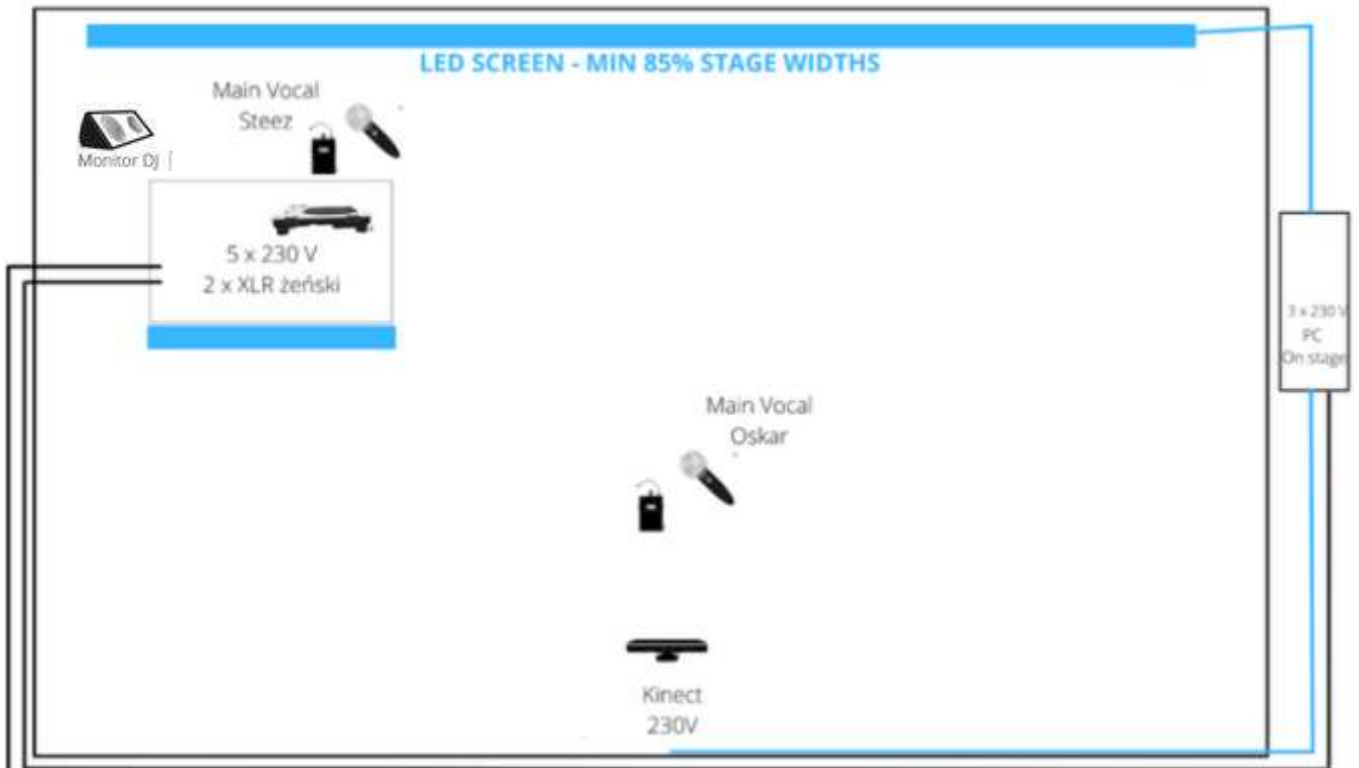 LED SCREEN - MIN 85% STAGE WIDTHS
Main Vocal
Steez
Monitor DJ
5 x 230 V
2 x XLR żeński
3 x 230 V
PC
On stage
Main Vocal
Oskar
Kinect
230V